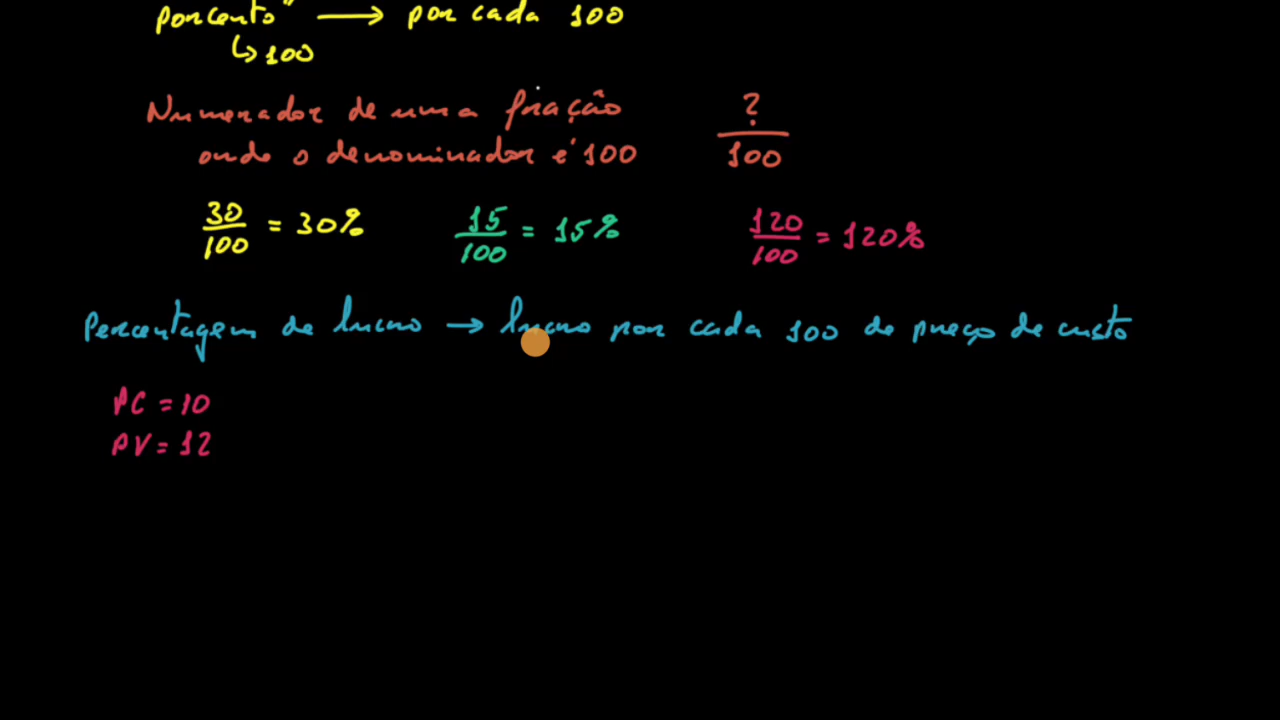 porcento" → por cada 100
↳100
Numerador de uma fração ?
onde o denominador é 100 100
30/100 = 30% 15/100 = 15% 120/100 = 120%
Percentagem de lucro → lucro por cada 100 de preço de custo
PC = 10
PV = 12